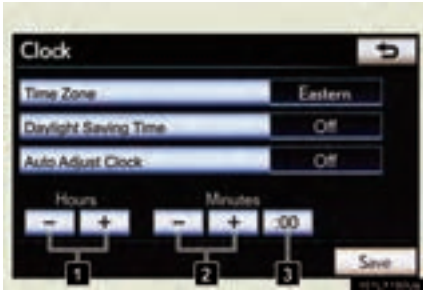 Clock
Time Zone Eastern
Daylight Saving Time Off
Auto Adjust Clock Off
Hours Minutes
- + - + :00
1 2 3
Save